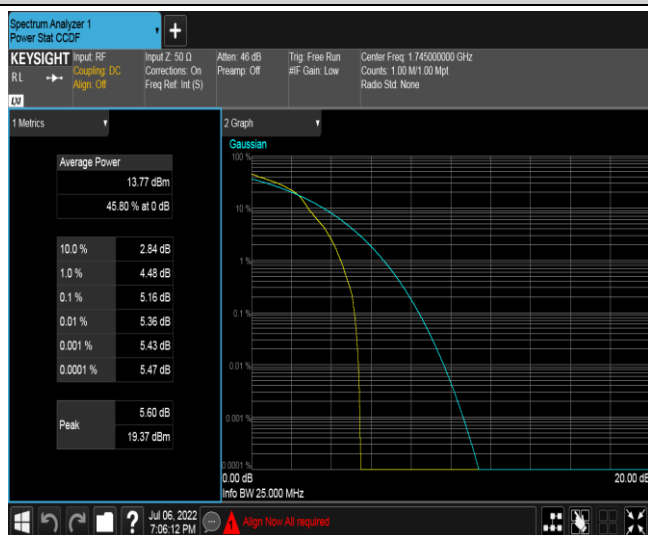 Spectrum Analyzer 1
Power Stat CCDF
+
KEYSIGHT
RL
LXI
Input: RF
Coupling: DC
Align: Off
Input Z: 50 Ω
Corrections: On
Freq Ref: Int (S)
Atten: 46 dB
Preamp: Off
Trig: Free Run
#IF Gain: Low
Center Freq: 1.745000000 GHz
Counts: 1.00 M/1.00 Mpt
Radio Std: None
1 Metrics
Average Power
13.77 dBm
45.80 % at 0 dB
10.0 % 2.84 dB
1.0 % 4.48 dB
0.1 % 5.16 dB
0.01 % 5.36 dB
0.001 % 5.43 dB
0.0001 % 5.47 dB
Peak 5.60 dB
19.37 dBm
2 Graph
Gaussian
100 %
10 %
1 %
0.1 %
0.01 %
0.001 %
0.0001 %
0.00 dB 20.00 dB
Info BW 25.000 MHz
?
Jul 06, 2022
7:06:12 PM
Align Now All required